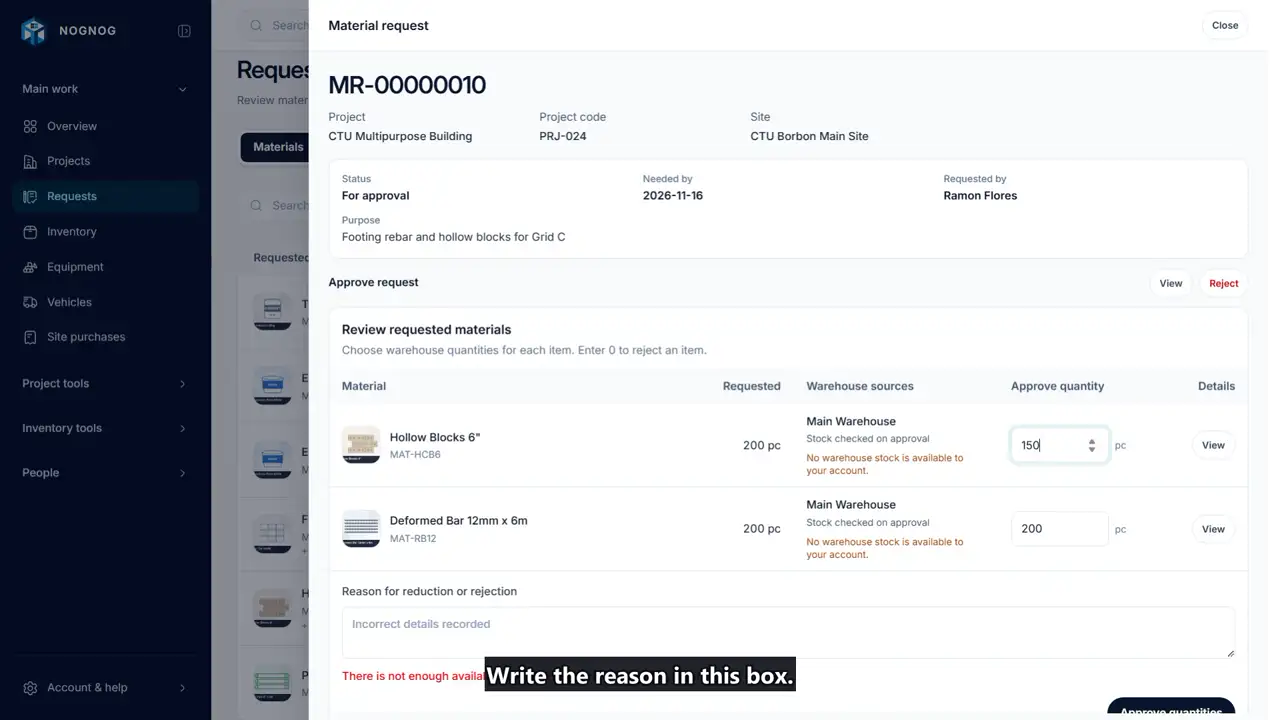 NOGNOG
Main work
Overview
Projects
Requests
Inventory
Equipment
Vehicles
Site purchases
Project tools
Inventory tools
People
Account & help
Search
Review mater
Materials
Search
Requested
Material request
Close
MR-00000010
Project
Project code
Site
CTU Multipurpose Building
PRJ-024
CTU Borbon Main Site
Status
Needed by
Requested by
For approval
2026-11-16
Ramon Flores
Purpose
Footing rebar and hollow blocks for Grid C
Approve request
View
Reject
Review requested materials
Choose warehouse quantities for each item. Enter 0 to reject an item.
Material
Requested
Warehouse sources
Approve quantity
Details
Hollow Blocks 6"
MAT-HCB6
200 pc
Main Warehouse
Stock checked on approval
No warehouse stock is available to
your account.
150
pc
View
Deformed Bar 12mm x 6m
MAT-RB12
200 pc
Main Warehouse
Stock checked on approval
No warehouse stock is available to
your account.
200
pc
View
Reason for reduction or rejection
Incorrect details recorded
There is not enough availa
Write the reason in this box.
Approve quantities